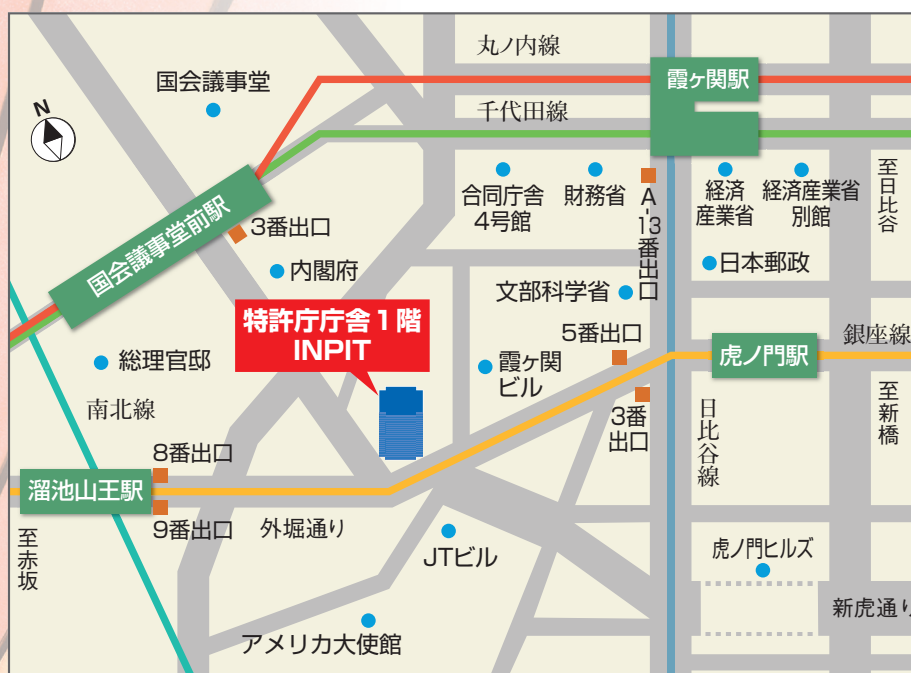 丸ノ内線
国会議事堂
霞ヶ関駅
N
千代田線
合同庁舎
4号館
財務省
A-13番出口
経済
産業省
経済産業省
別館
至日比谷
国会議事堂前駅
3番出口
内閣府
日本郵政
文部科学省
特許庁庁舎1階
INPIT
5番出口
銀座線
虎ノ門駅
総理官邸
霞ヶ関
ビル
至新橋
南北線
3番
出口
日比谷線
8番出口
溜池山王駅
9番出口
外堀通り
至赤坂
JTビル
虎ノ門ヒルズ
新虎通り
アメリカ大使館